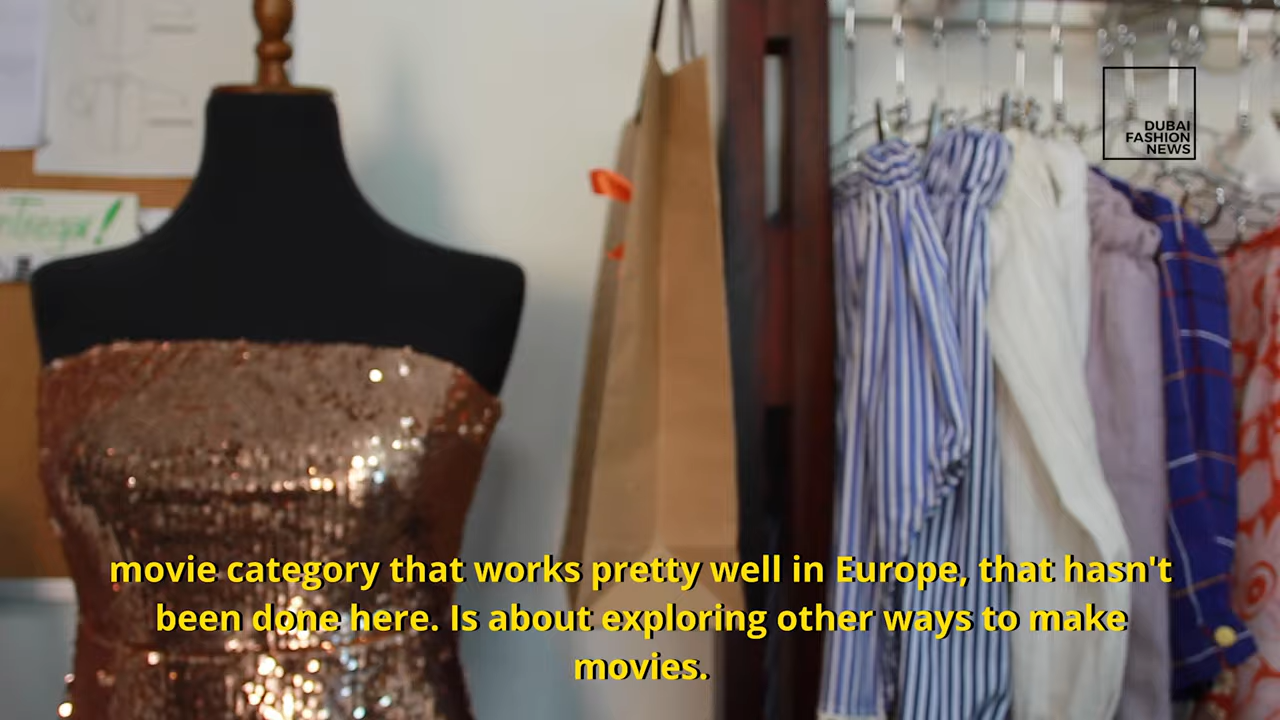 DUBAI
FASHION
NEWS
movie category that works pretty well in Europe, that hasn't
been done here. Is about exploring other ways to make
movies.